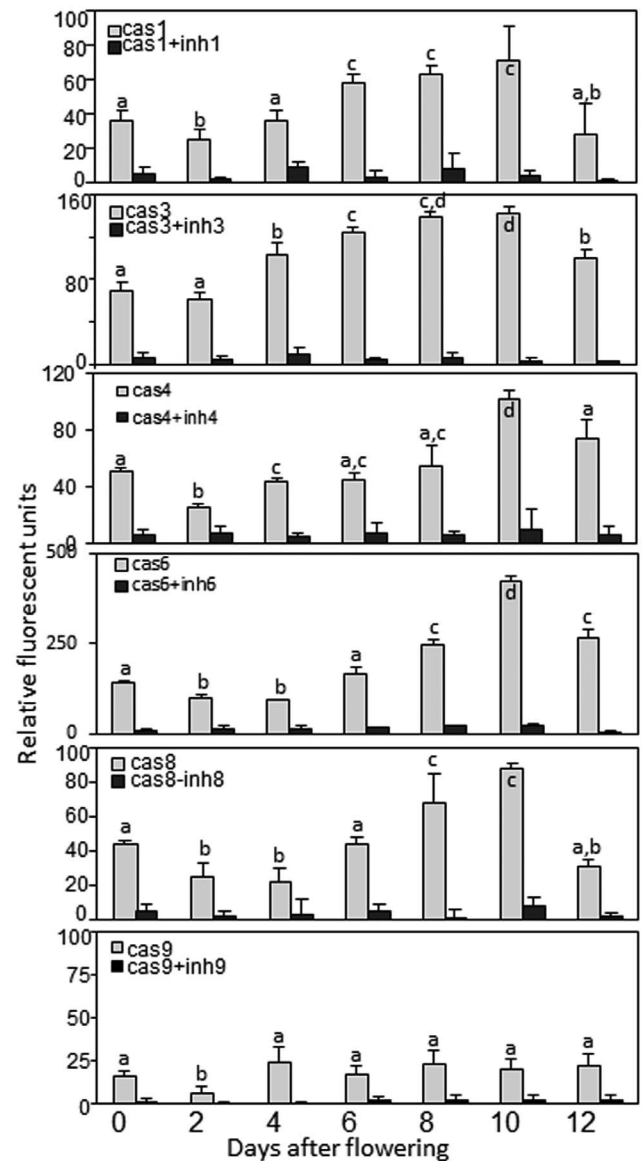 100
80
60
40
20
0
cas1
cas1+inh1
a b a c c c a,b
160
80
0
cas3
cas3+inh3
a a b c c,d d b
120
80
40
0
cas4
cas4+inh4
a b c a,c a,c d a
500
250
0
cas6
cas6+inh6
a b b a c d c
100
80
60
40
20
0
cas8
cas8-inh8
a b b a c c a,b
100
75
50
25
0
cas9
cas9+inh9
a b a a a a a
0 2 4 6 8 10 12
Days after flowering
Relative fluorescent units